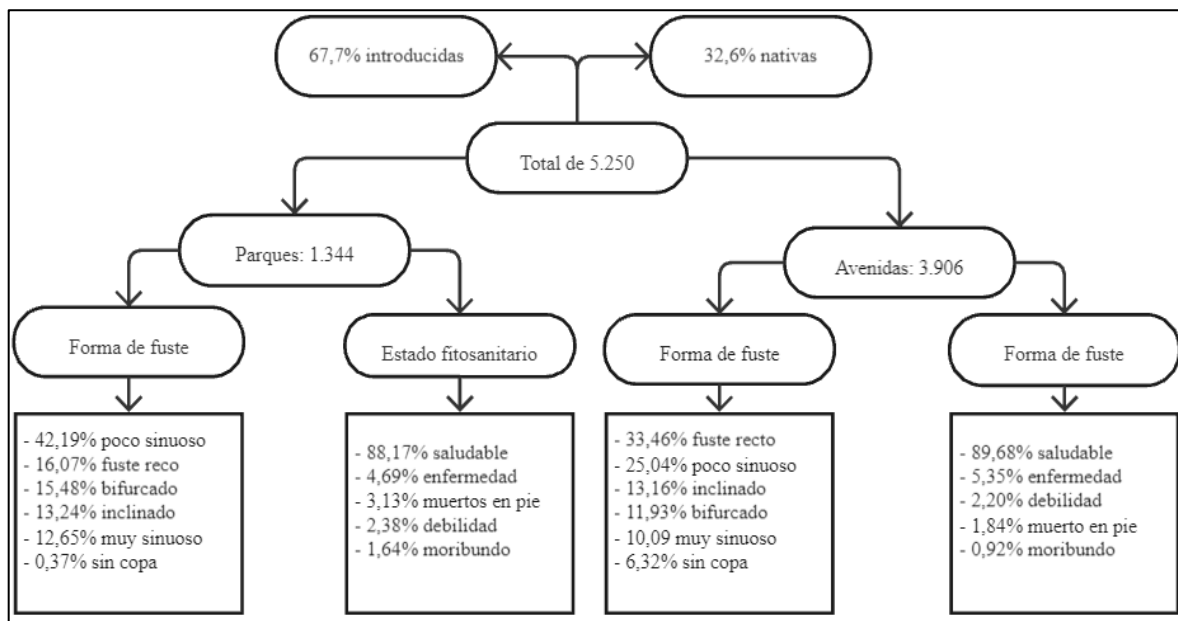 67,7% introducidas
32,6% nativas
Total de 5.250
Parques: 1.344
Avenidas: 3.906
Forma de fuste
Estado fitosanitario
Forma de fuste
Forma de fuste
- 42,19% poco sinuoso
- 16,07% fuste reco
- 15,48% bifurcado
- 13,24% inclinado
- 12,65% muy sinuoso
- 0,37% sin copa
- 88,17% saludable
- 4,69% enfermedad
- 3,13% muertos en pie
- 2,38% debilidad
- 1,64% moribundo
- 33,46% fuste recto
- 25,04% poco sinuoso
- 13,16% inclinado
- 11,93% bifurcado
- 10,09 muy sinuoso
- 6,32% sin copa
- 89,68% saludable
- 5,35% enfermedad
- 2,20% debilidad
- 1,84% muerto en pie
- 0,92% moribundo